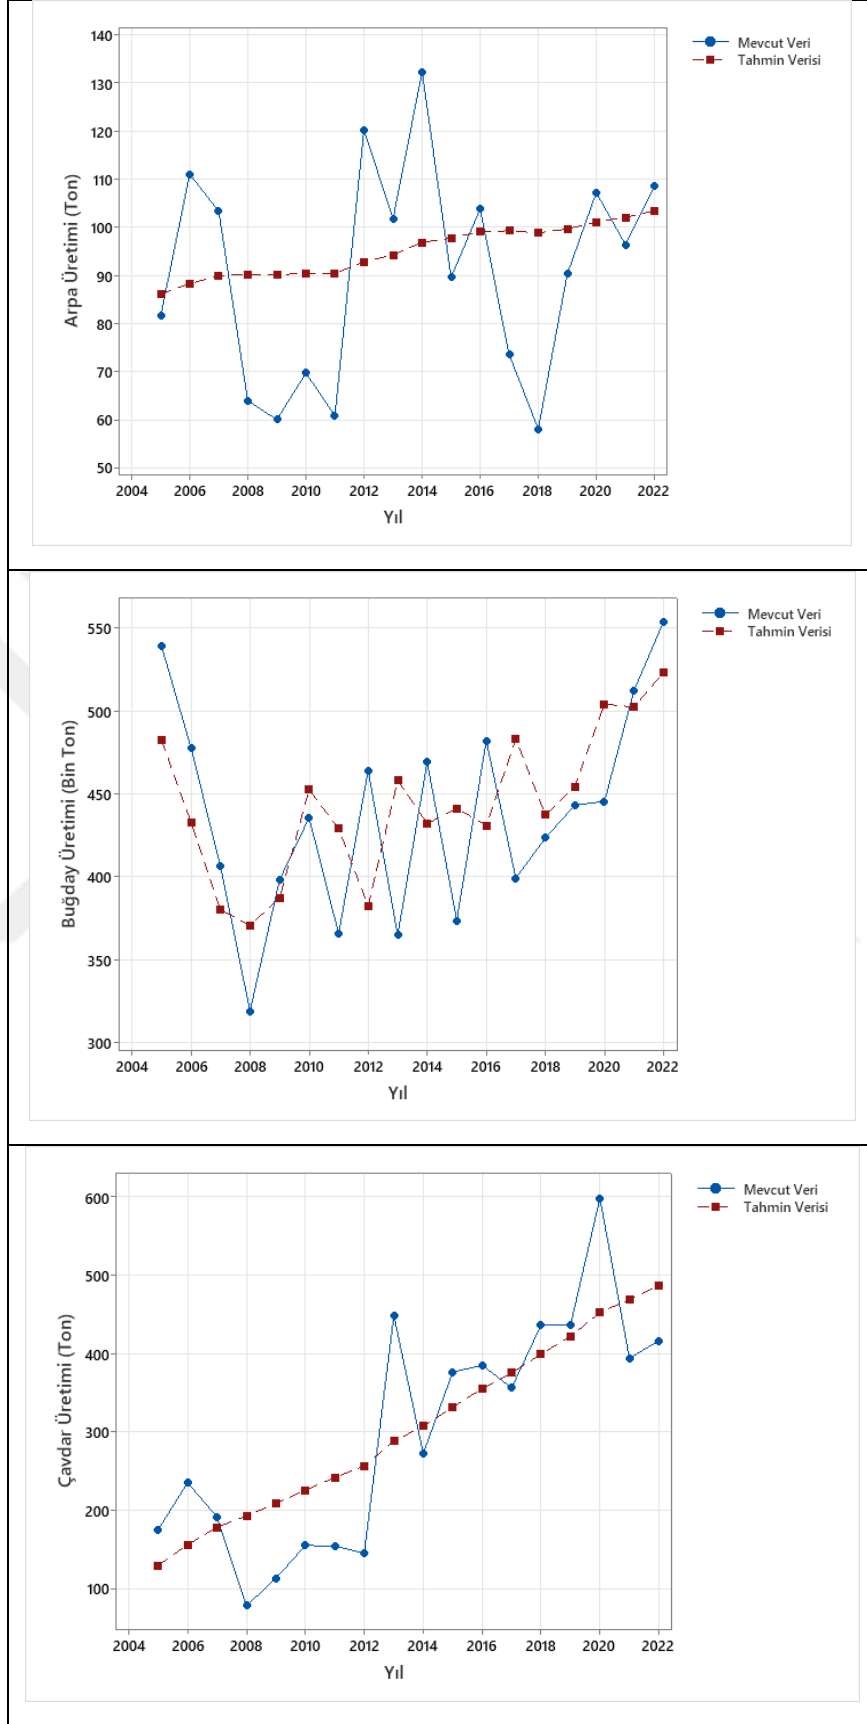 140
130
120
110
100
90
80
70
60
50
Arpa Üretimi (Ton)
2004 2006 2008 2010 2012 2014 2016 2018 2020 2022
Yıl
Mevcut Veri
Tahmin Verisi
550
500
450
400
350
300
Buğday Üretimi (Bin Ton)
2004 2006 2008 2010 2012 2014 2016 2018 2020 2022
Yıl
Mevcut Veri
Tahmin Verisi
600
500
400
300
200
100
Çavdar Üretimi (Ton)
2004 2006 2008 2010 2012 2014 2016 2018 2020 2022
Yıl
Mevcut Veri
Tahmin Verisi